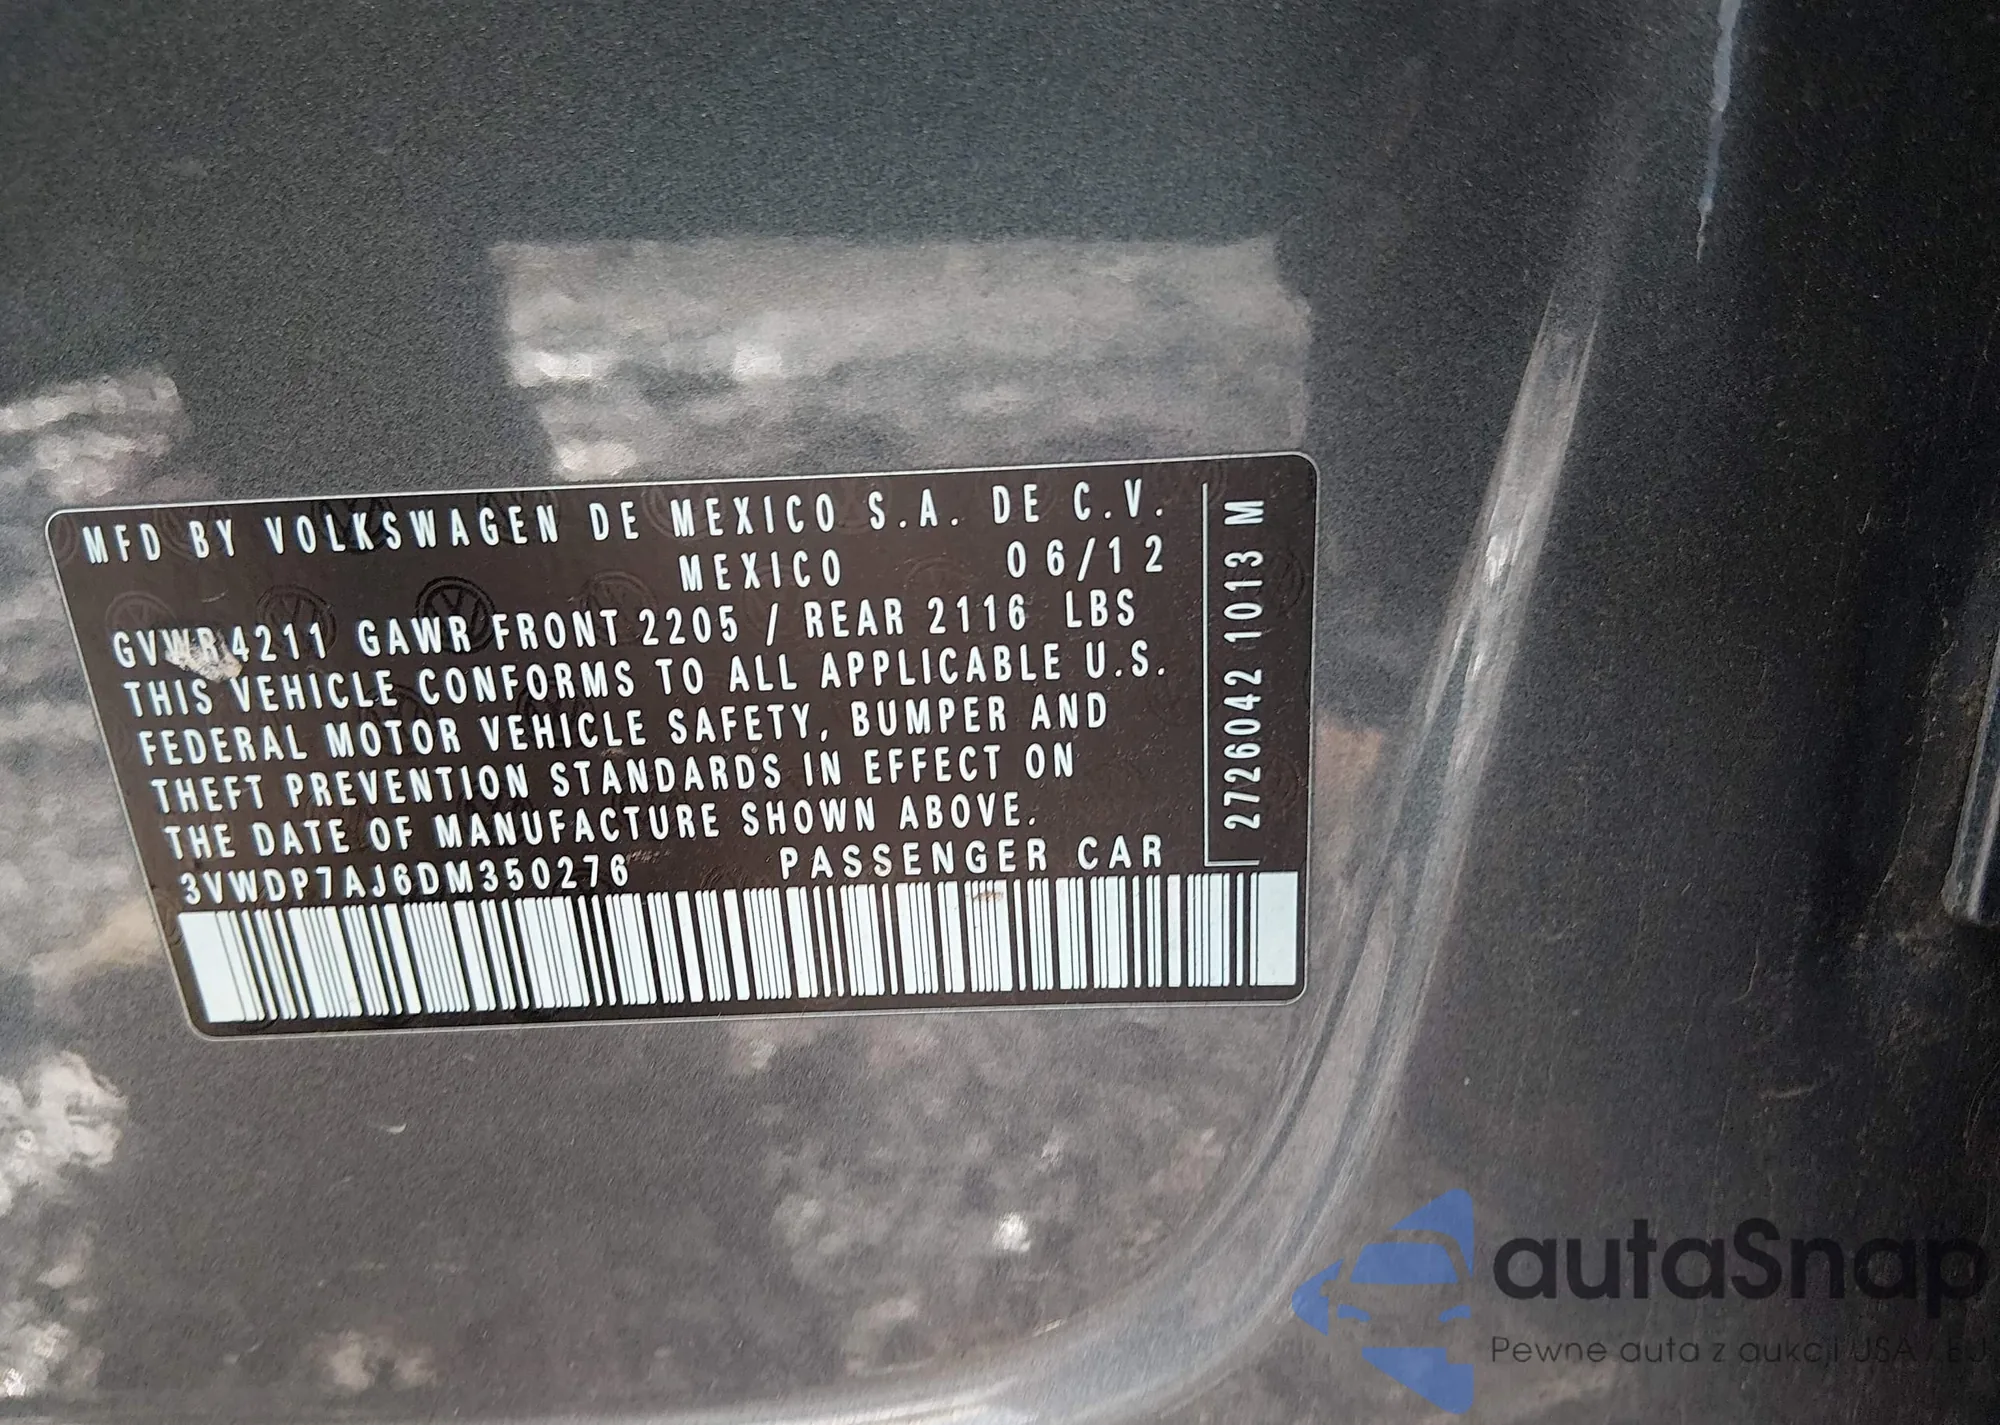 MFD BY VOLKSWAGEN DE MEXICO S.A. DE C.V.
MEXICO 06/12
GVWR 4211 GAWR FRONT 2205 / REAR 2116 LBS
THIS VEHICLE CONFORMS TO ALL APPLICABLE U.S.
FEDERAL MOTOR VEHICLE SAFETY, BUMPER AND
THEFT PREVENTION STANDARDS IN EFFECT ON
THE DATE OF MANUFACTURE SHOWN ABOVE.
3VWDP7AJ6DM350276 PASSENGER CAR
2726042 1013 M
autaSnap
Pewne auta z aukcji USA / EU